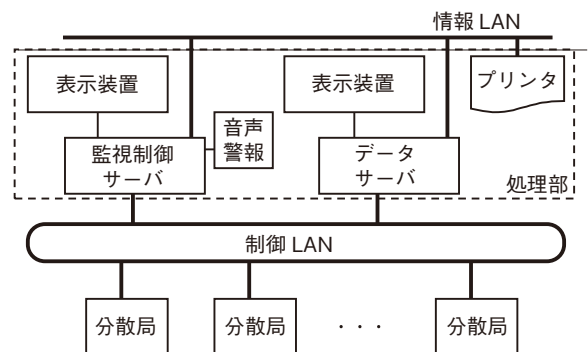 情報 LAN
表示装置
表示装置
プリンタ
音声
警報
監視制御
サーバ
データ
サーバ
処理部
制御 LAN
分散局
分散局
・・・
分散局